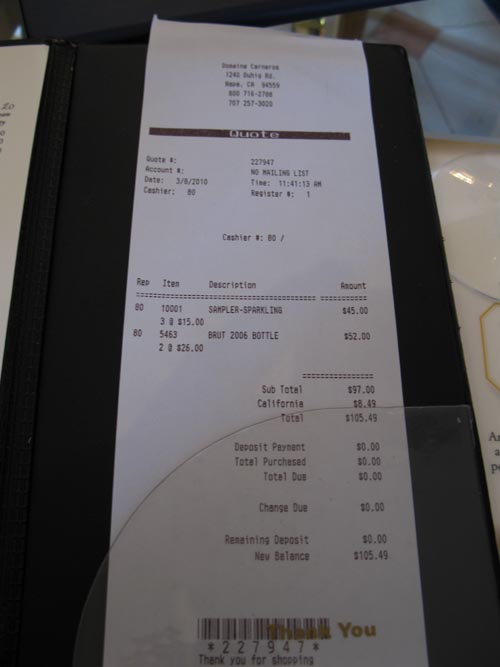 Domaine Carneros
1240 Duhig Rd.
Napa, CA 94559
800 716-2788
707 257-3020
Quote
Quote #: 227947
Account #: NO MAILING LIST
Date: 3/8/2010 Time: 11:41:13 AM
Cashier: 80 Register #: 1
Cashier #: 80 /
Rep Item Description Amount
80 10001 SAMPLER-SPARKLING $45.00
3 @ $15.00
80 5463 BRUT 2006 BOTTLE $52.00
2 @ $26.00
Sub Total $97.00
California $8.49
Total $105.49
Deposit Payment $0.00
Total Purchased $0.00
Total Due $0.00
Change Due $0.00
Remaining Deposit $0.00
New Balance $105.49
Thank You
*227947*
Thank you for shopping